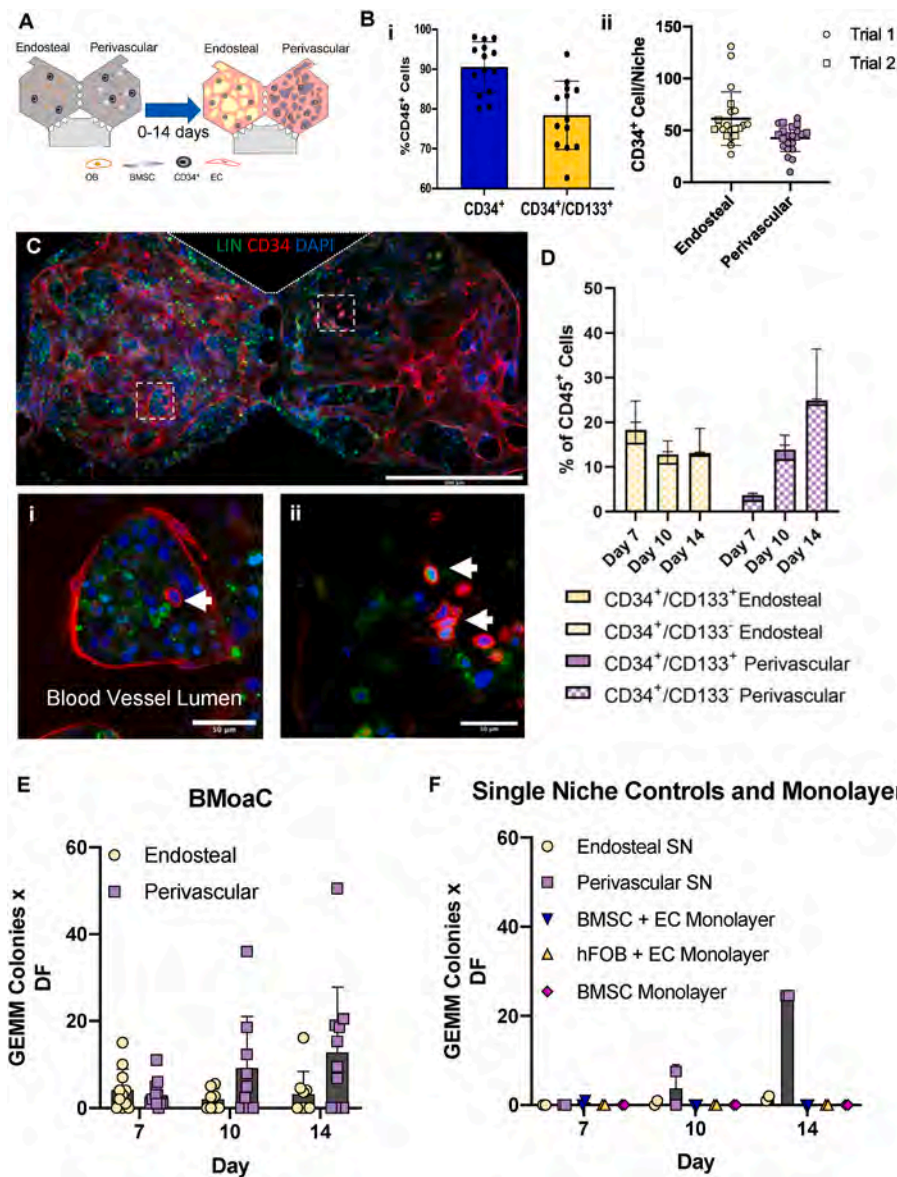 A
Endosteal Perivascular Endosteal Perivascular
0-14 days
OB BMSC CD34⁺ EC
B
i
%CD45⁺ Cells
100
90
80
70
60
CD34⁺ CD34⁺/CD133⁺
ii
CD34⁺ Cell/Niche
150
100
50
0
Endosteal
Perivascular
Trial 1
Trial 2
C
LIN CD34 DAPI
i
Blood Vessel Lumen
50 μm
ii
D
% of CD45⁺ Cells
50
40
30
20
10
0
Day 7 Day 10 Day 14 Day 7 Day 10 Day 14
CD34⁺/CD133⁺ Endosteal
CD34⁺/CD133⁻ Endosteal
CD34⁺/CD133⁺ Perivascular
CD34⁺/CD133⁻ Perivascular
E
BMoaC
GEMM Colonies x
DF
60
40
20
0
Endosteal
Perivascular
7 10 14
Day
F
Single Niche Controls and Monolayer
GEMM Colonies x
DF
60
40
20
0
Endosteal SN
Perivascular SN
BMSC + EC Monolayer
hFOB + EC Monolayer
BMSC Monolayer
7 10 14
Day